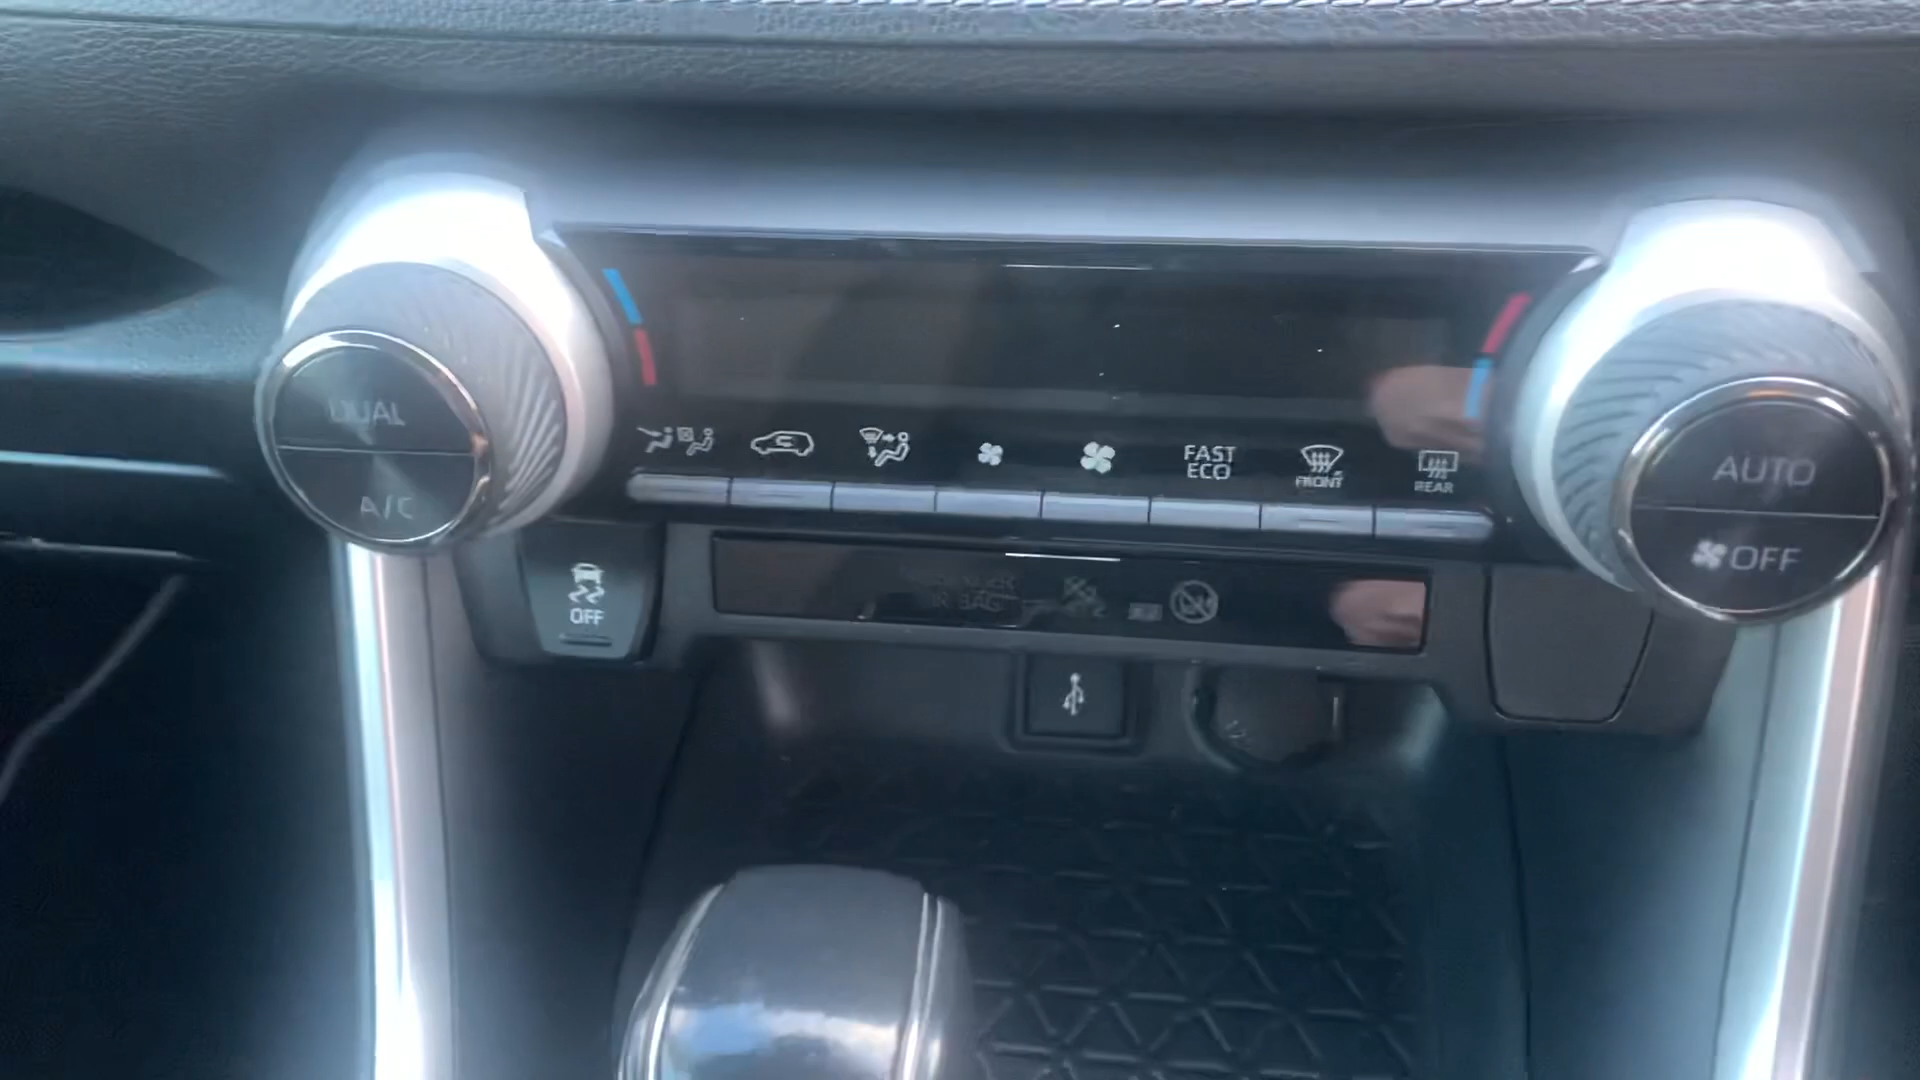 DUAL
A/C
FAST
ECO
FRONT
REAR
AUTO
OFF
OFF